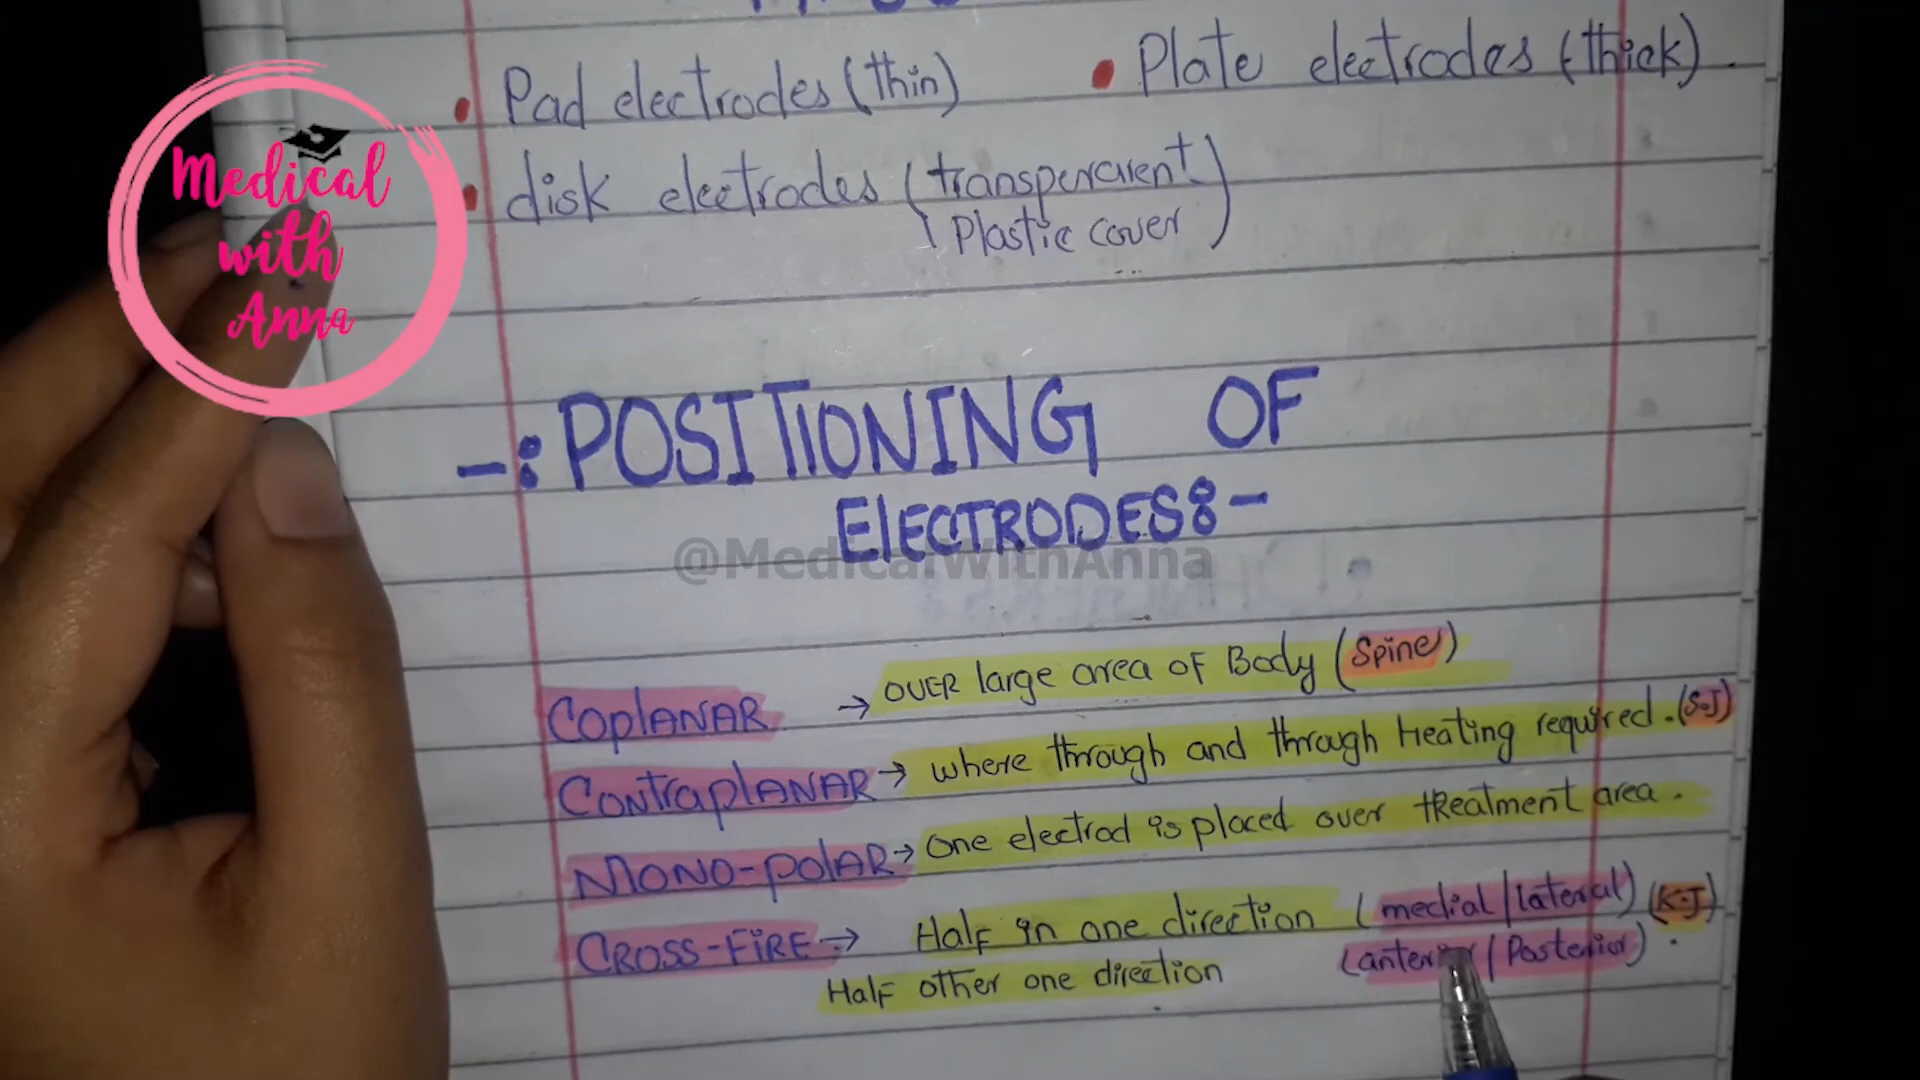 • Pad electrodes (thin) • Plate electrodes (thick).
• disk electrodes (transperarent
Plastic cover)
Medical
with
Anna
-: POSITIONING OF
ElECTRODES8-
@MedicalWithAnna
COplANAR → OVER large area of Body (Spine)
ContraplANAR → where through and through Heating required. (S.J)
MONO-PolAR → One electrod is placed over tReatment area.
CROSS-FiRE → Half in one direction (medial/lateral) (K.J)
Half other one direction (anterior/Posterior).